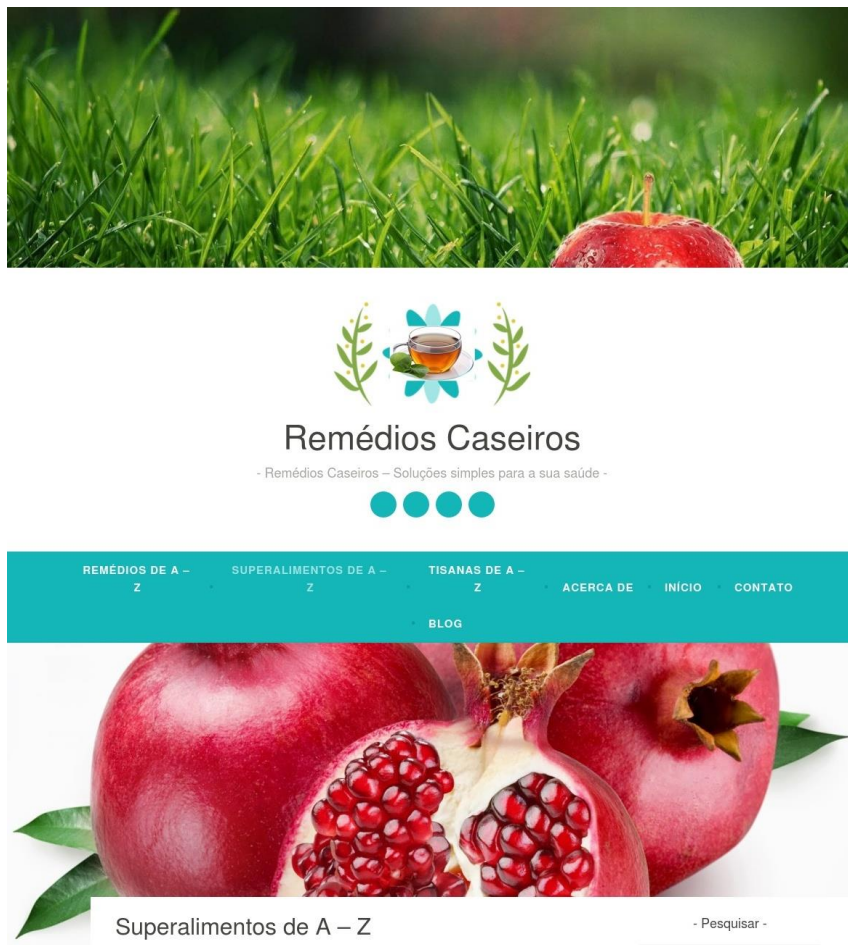 Remédios Caseiros
- Remédios Caseiros – Soluções simples para a sua saúde -
REMÉDIOS DE A –
Z
SUPERALIMENTOS DE A –
Z
TISANAS DE A –
Z
ACERCA DE
INÍCIO
CONTATO
BLOG
Superalimentos de A – Z
- Pesquisar -